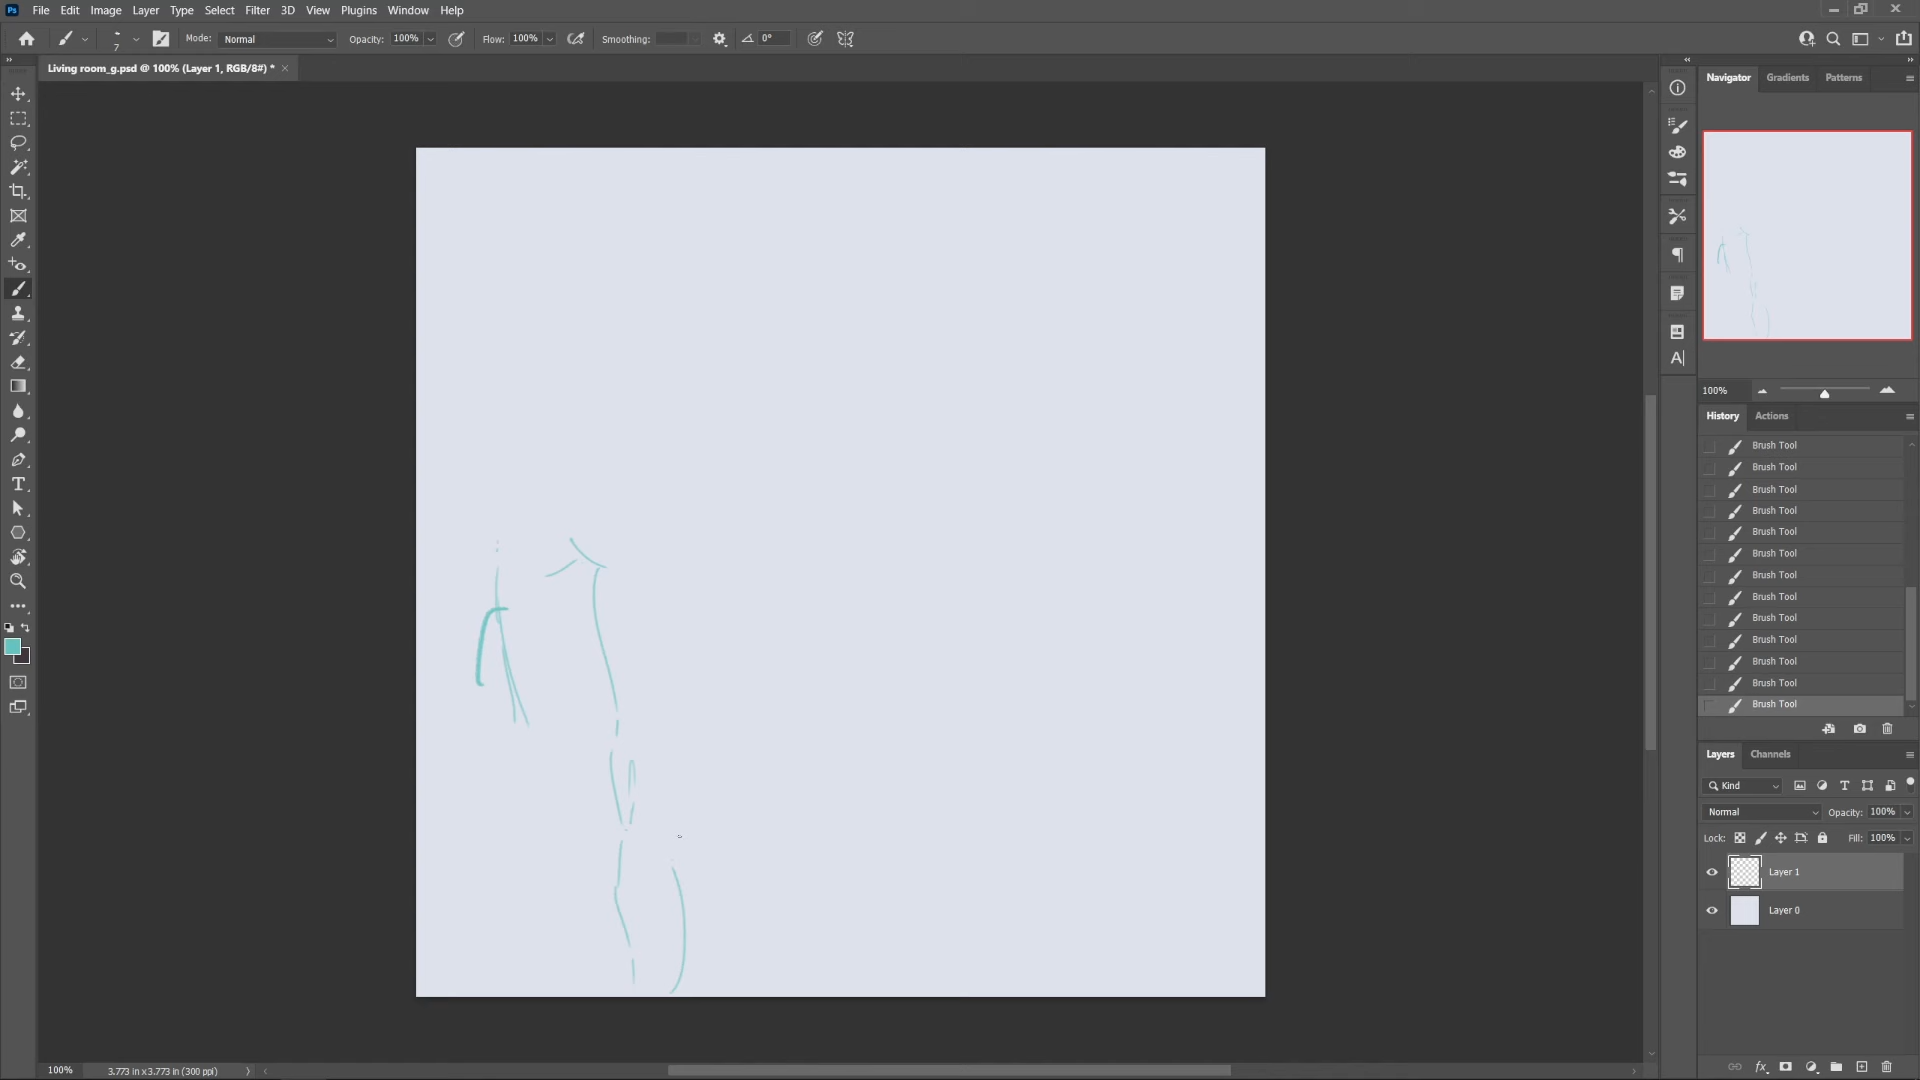 Ps File Edit Image Layer Type Select Filter 3D View Plugins Window Help
7 Mode: Normal Opacity: 100% Flow: 100% Smoothing: 0°
Living room_g.psd @ 100% (Layer 1, RGB/8#) *
Navigator Gradients Patterns
100%
History Actions
Brush Tool
Brush Tool
Brush Tool
Brush Tool
Brush Tool
Brush Tool
Brush Tool
Brush Tool
Brush Tool
Brush Tool
Brush Tool
Brush Tool
Brush Tool
Layers Channels
Kind
Normal Opacity: 100%
Lock: Fill: 100%
Layer 1
Layer 0
100% 3.773 in x 3.773 in (300 ppi)